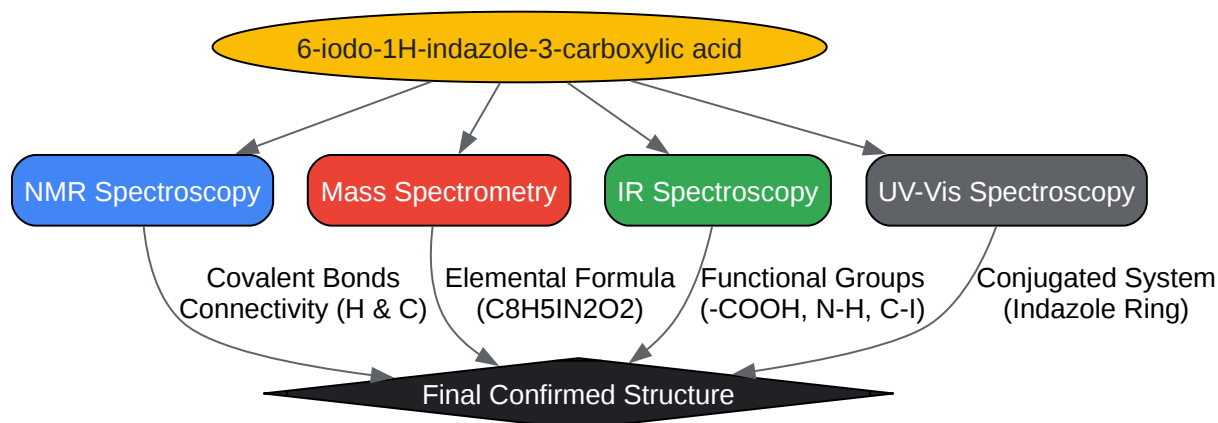 6-iodo-1H-indazole-3-carboxylic acid
NMR Spectroscopy
Mass Spectrometry
IR Spectroscopy
UV-Vis Spectroscopy
Covalent Bonds
Connectivity (H & C)
Elemental Formula
(C8H5IN2O2)
Functional Groups
(-COOH, N-H, C-I)
Conjugated System
(Indazole Ring)
Final Confirmed Structure